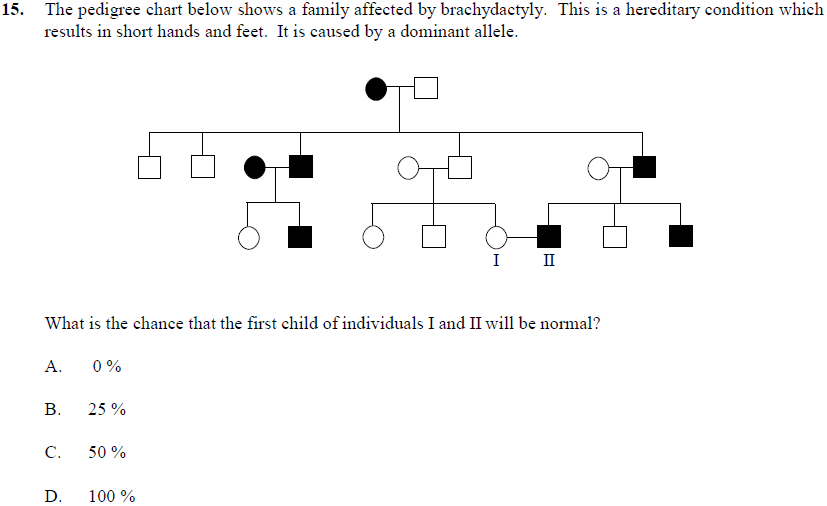 15. The pedigree chart below shows a family affected by brachydactyly. This is a hereditary condition which
results in short hands and feet. It is caused by a dominant allele.
I II
What is the chance that the first child of individuals I and II will be normal?
A. 0 %
B. 25 %
C. 50 %
D. 100 %